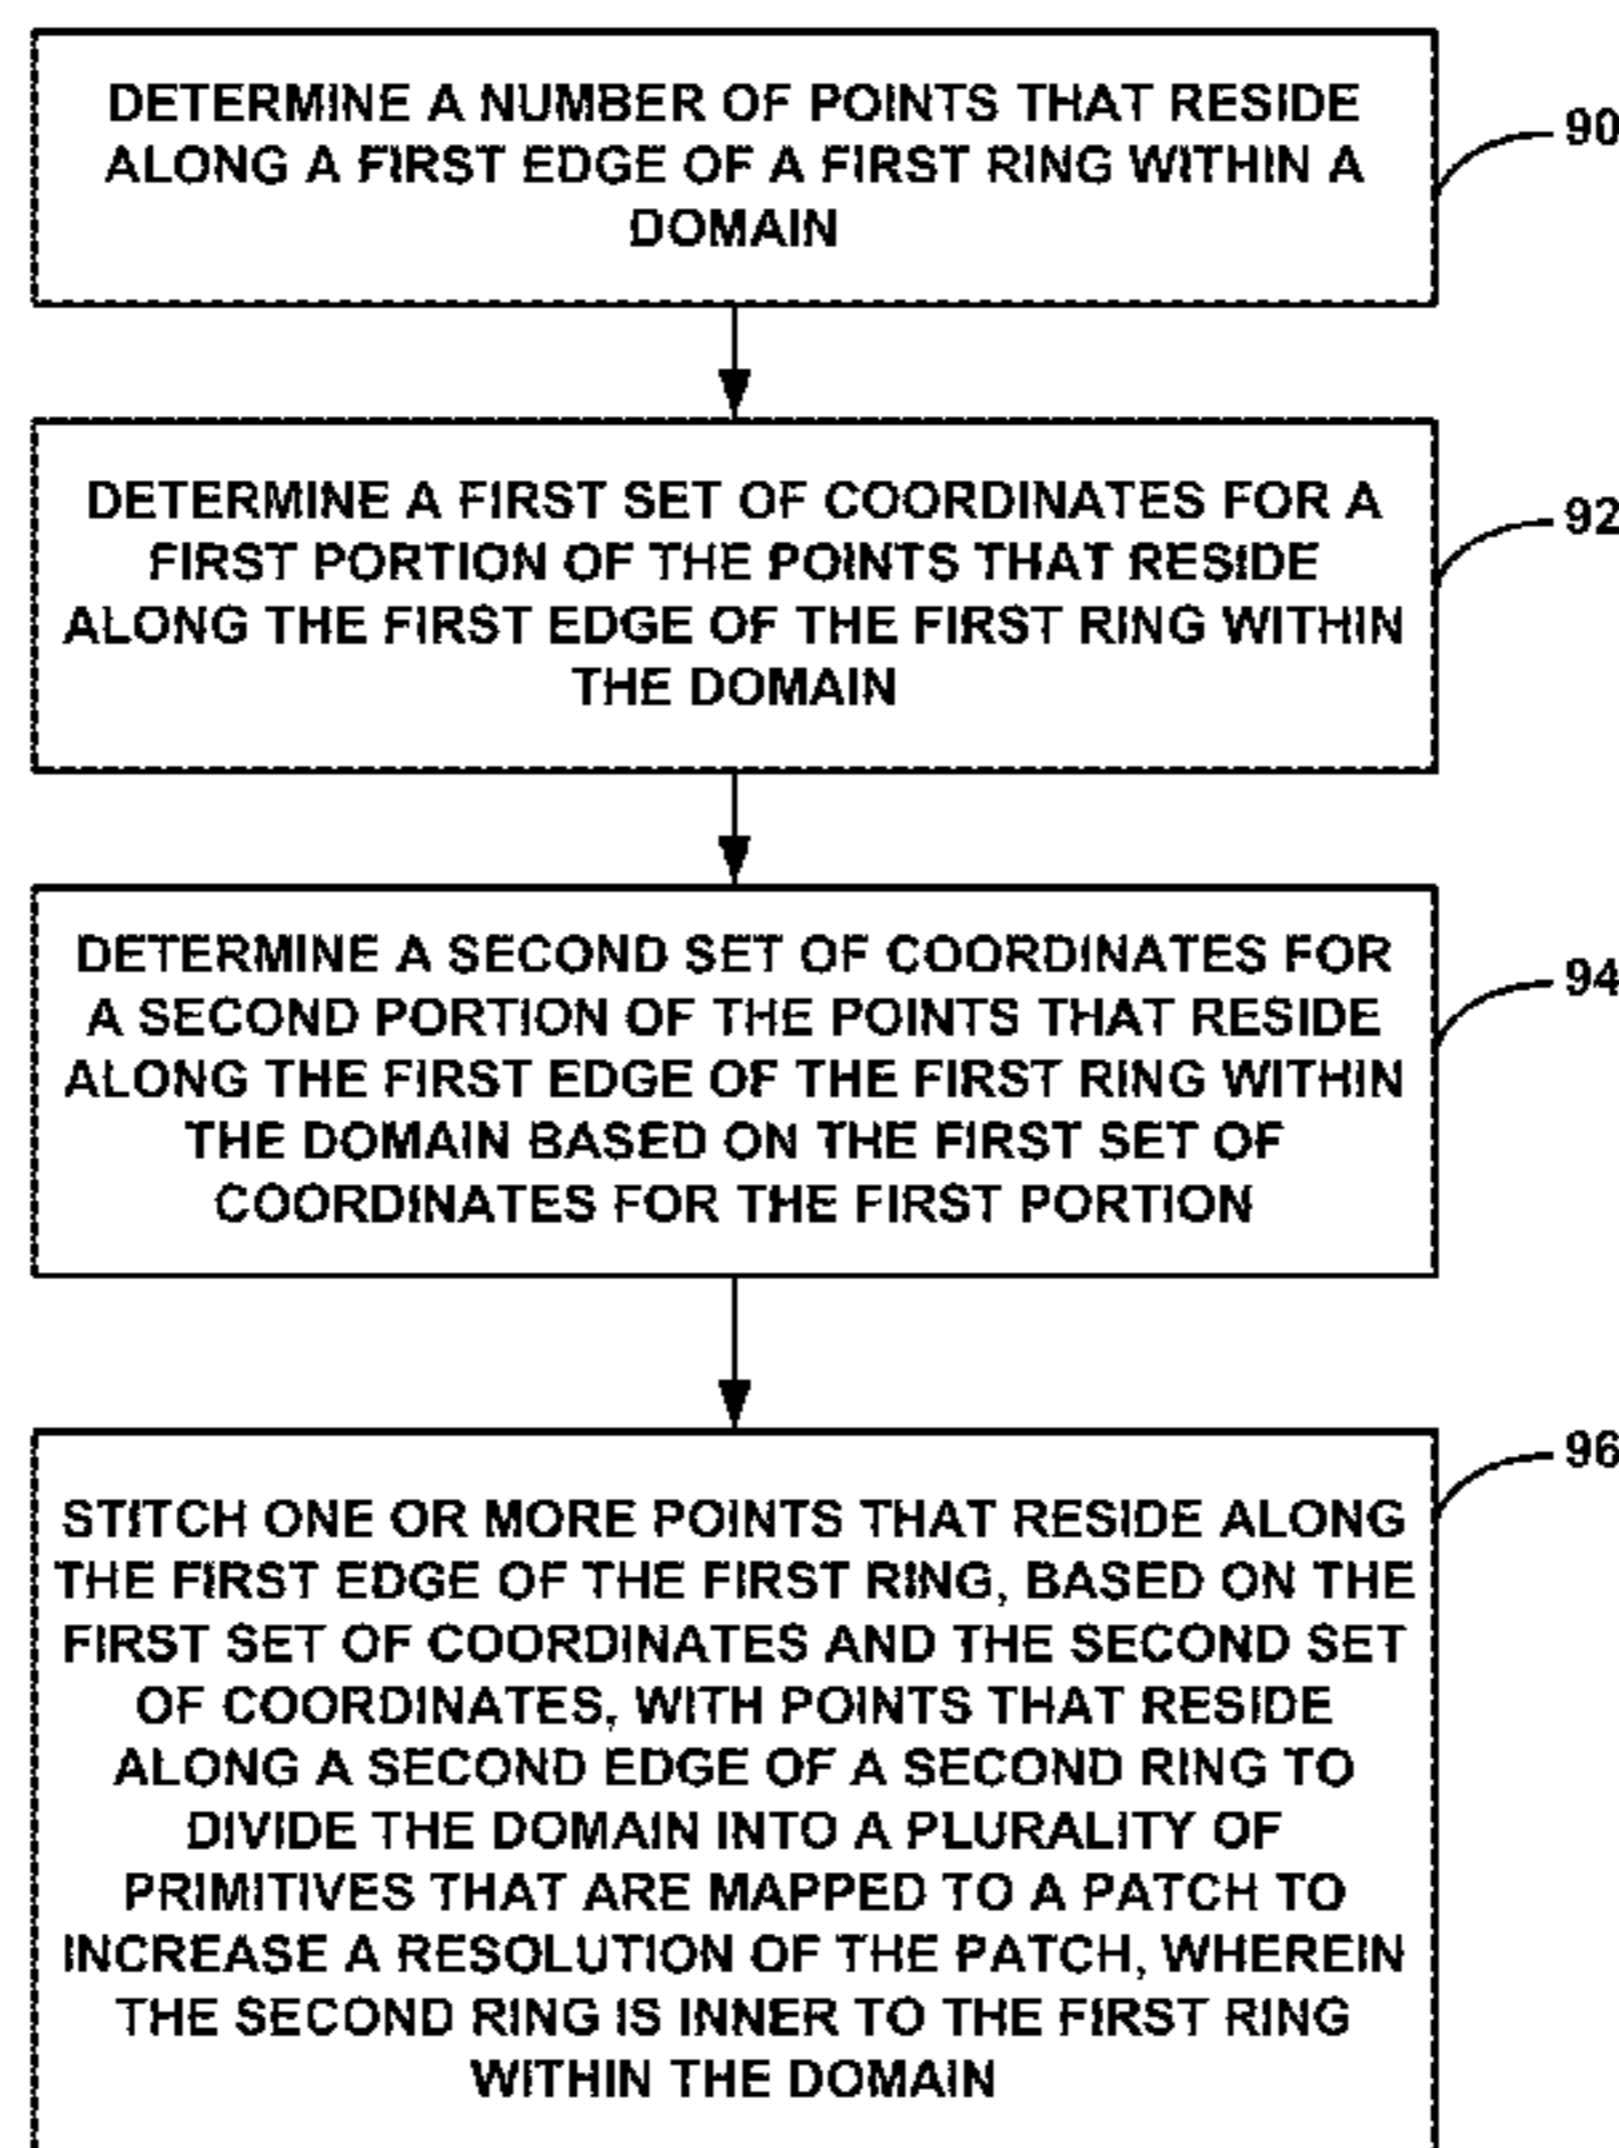 DETERMINE A NUMBER OF POINTS THAT RESIDE
ALONG A FIRST EDGE OF A FIRST RING WITHIN A
DOMAIN
90
DETERMINE A FIRST SET OF COORDINATES FOR A
FIRST PORTION OF THE POINTS THAT RESIDE
ALONG THE FIRST EDGE OF THE FIRST RING WITHIN
THE DOMAIN
92
DETERMINE A SECOND SET OF COORDINATES FOR
A SECOND PORTION OF THE POINTS THAT RESIDE
ALONG THE FIRST EDGE OF THE FIRST RING WITHIN
THE DOMAIN BASED ON THE FIRST SET OF
COORDINATES FOR THE FIRST PORTION
94
STITCH ONE OR MORE POINTS THAT RESIDE ALONG
THE FIRST EDGE OF THE FIRST RING, BASED ON THE
FIRST SET OF COORDINATES AND THE SECOND SET
OF COORDINATES, WITH POINTS THAT RESIDE
ALONG A SECOND EDGE OF A SECOND RING TO
DIVIDE THE DOMAIN INTO A PLURALITY OF
PRIMITIVES THAT ARE MAPPED TO A PATCH TO
INCREASE A RESOLUTION OF THE PATCH, WHEREIN
THE SECOND RING IS INNER TO THE FIRST RING
WITHIN THE DOMAIN
96